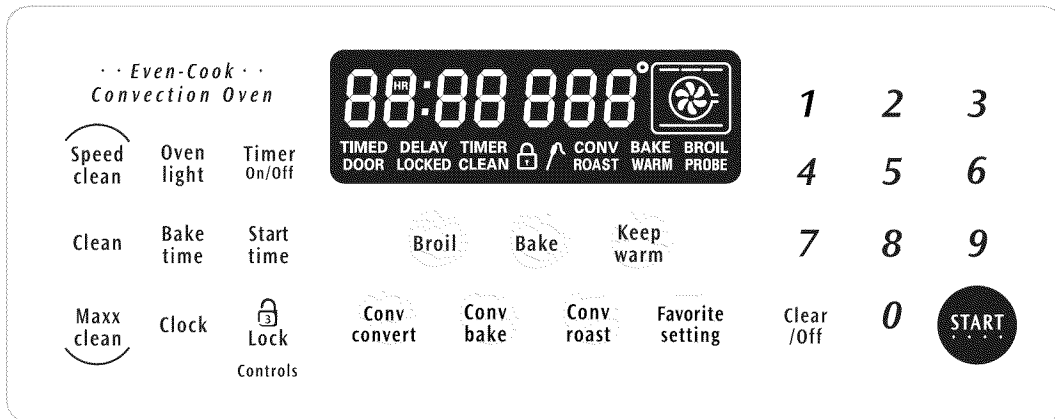 · · Even-Cook · ·
Convection Oven
Speed
clean
Oven
light
Timer
On/Off
Clean
Bake
time
Start
time
Maxx
clean
Clock
3
Lock
Controls
88:88 888°
HR
TIMED DELAY TIMER CONV BAKE BROIL
DOOR LOCKED CLEAN ROAST WARM PROBE
Broil
Bake
Keep
warm
Conv
convert
Conv
bake
Conv
roast
Favorite
setting
1 2 3
4 5 6
7 8 9
Clear
/Off
0
START